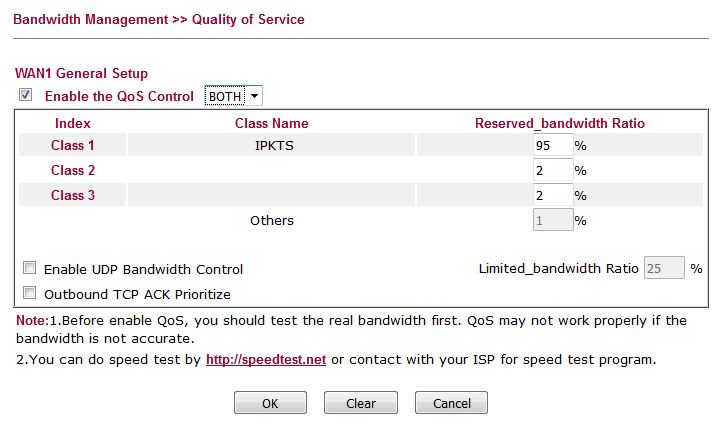 Bandwidth Management >> Quality of Service
WAN1 General Setup
Enable the QoS Control BOTH
Index Class Name Reserved_bandwidth Ratio
Class 1 IPKTS 95 %
Class 2 2 %
Class 3 2 %
Others 1 %
Enable UDP Bandwidth Control Limited_bandwidth Ratio 25 %
Outbound TCP ACK Prioritize
Note:1.Before enable QoS, you should test the real bandwidth first. QoS may not work properly if the
bandwidth is not accurate.
2.You can do speed test by http://speedtest.net or contact with your ISP for speed test program.
OK Clear Cancel